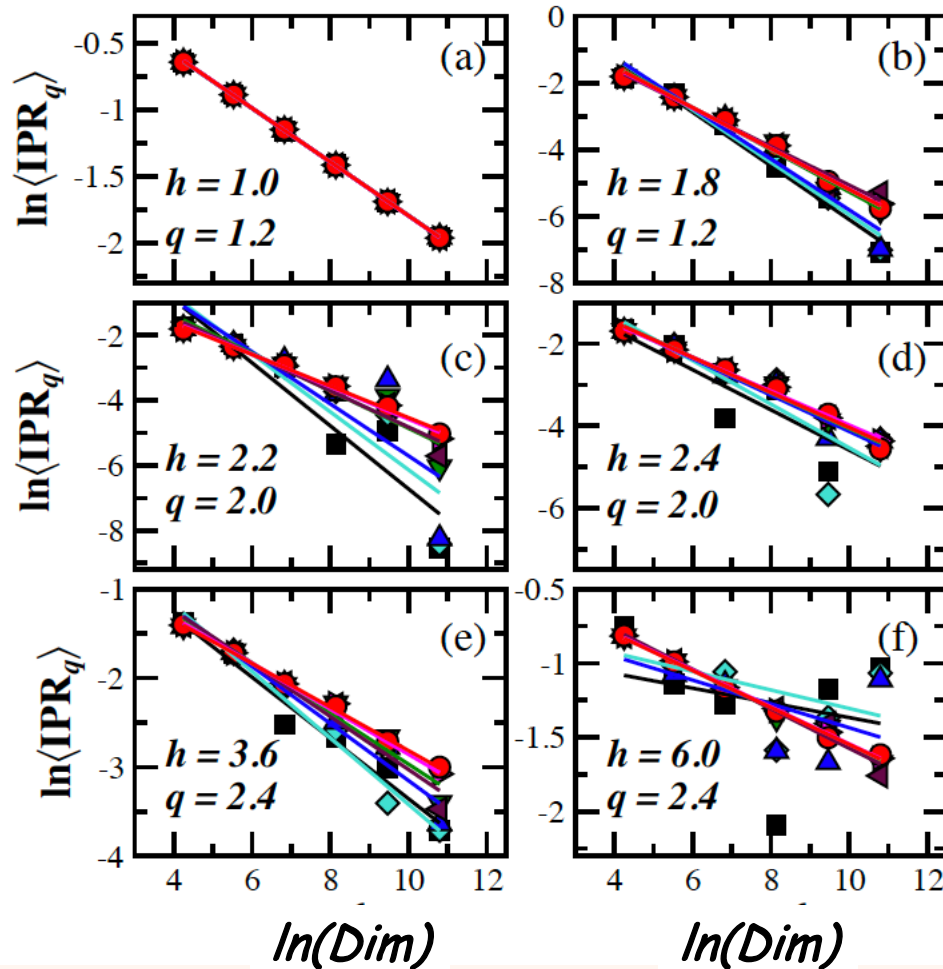 ln⟨IPR_q⟩
-0.5
-1
-1.5
-2
(a)
h = 1.0
q = 1.2
0
-2
-4
-6
-8
(b)
h = 1.8
q = 1.2
ln⟨IPR_q⟩
-2
-4
-6
-8
(c)
h = 2.2
q = 2.0
-2
-4
-6
(d)
h = 2.4
q = 2.0
ln⟨IPR_q⟩
-1
-2
-3
-4
(e)
h = 3.6
q = 2.4
-0.5
-1
-1.5
-2
(f)
h = 6.0
q = 2.4
4 6 8 10 12
4 6 8 10 12
ln(Dim)
ln(Dim)